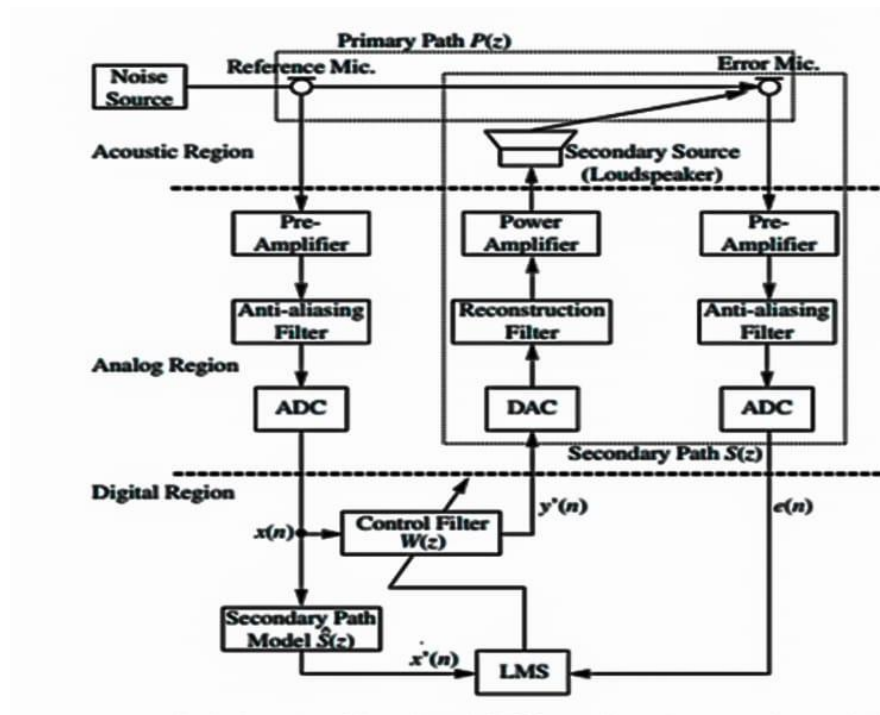 Primary Path P(z)
Reference Mic.
Error Mic.
Noise
Source
Acoustic Region
Secondary Source
(Loudspeaker)
Pre-
Amplifier
Power
Amplifier
Pre-
Amplifier
Anti-aliasing
Filter
Reconstruction
Filter
Anti-aliasing
Filter
Analog Region
ADC
DAC
ADC
Secondary Path S(z)
Digital Region
x(n)
Control Filter
W(z)
y'(n)
e(n)
Secondary Path
Model Ŝ(z)
x'(n)
LMS